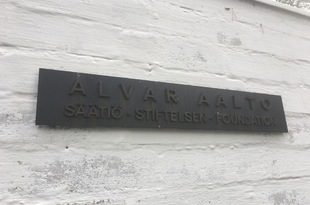 ALVAR AALTO
SÄÄTIÖ - STIFTELSEN - FOUNDATION